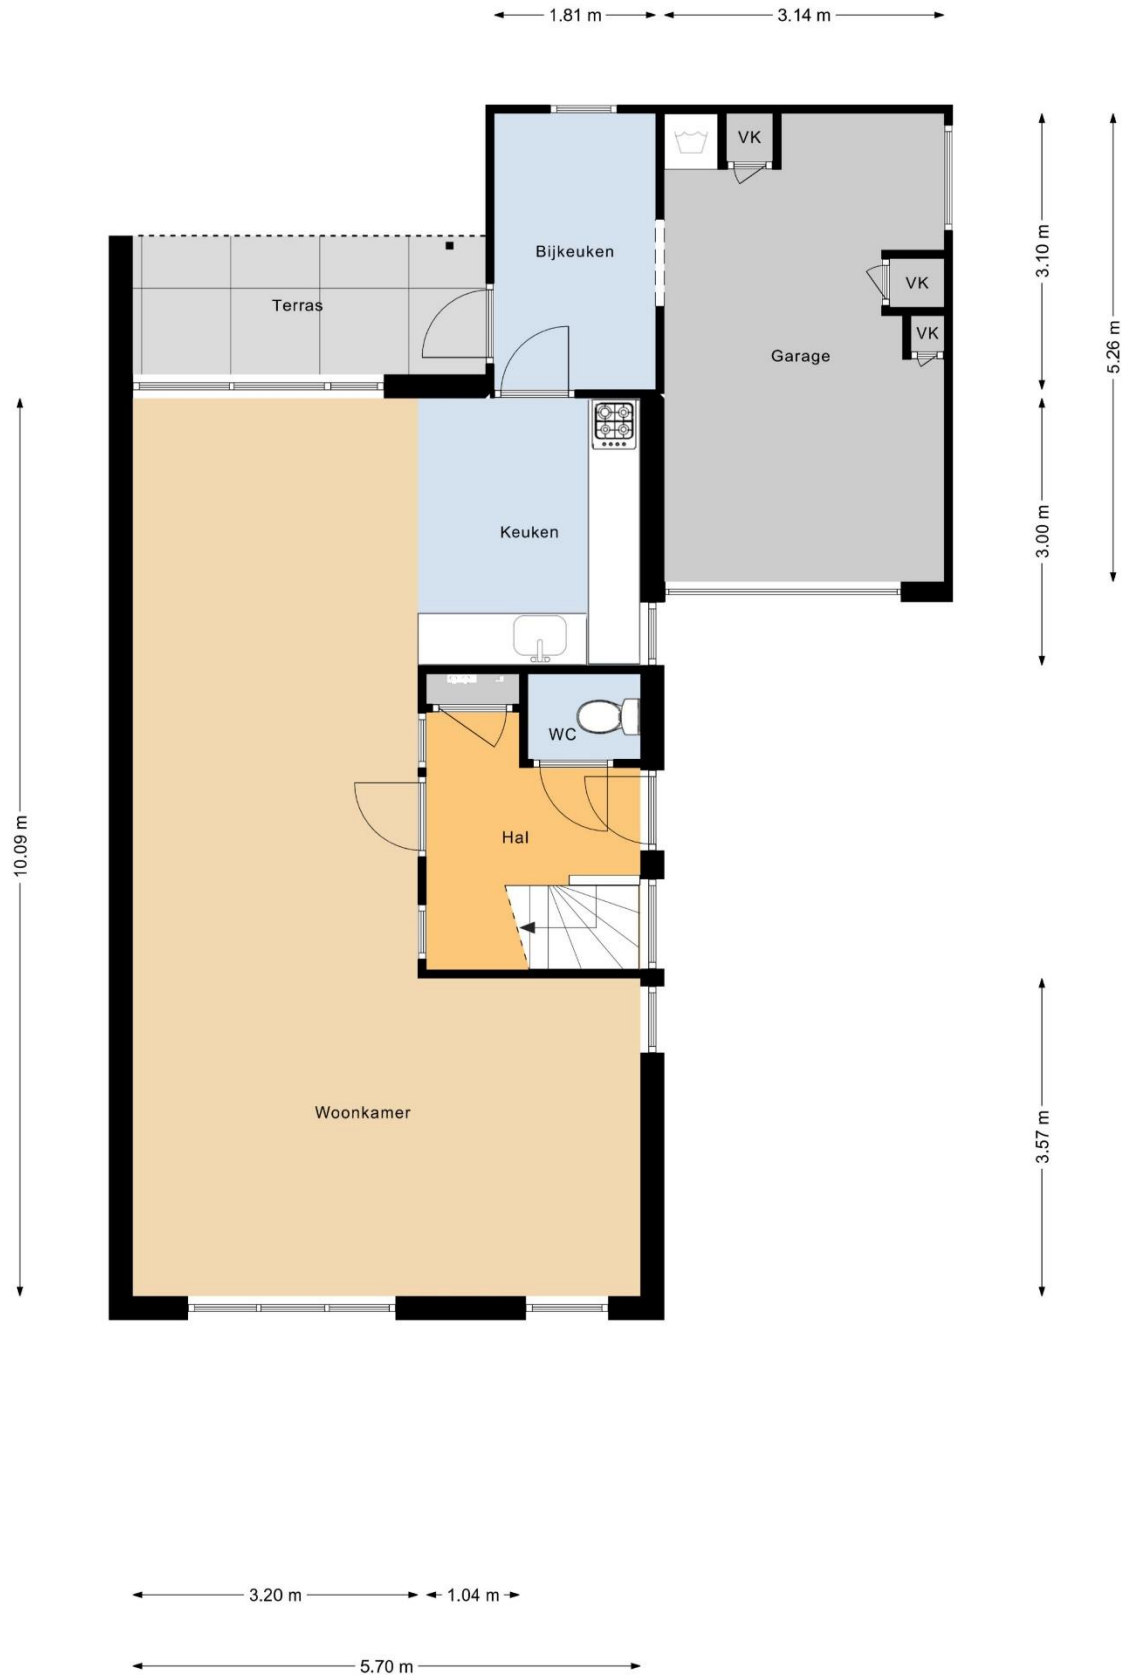 1.81 m
3.14 m
VK
Bijkeuken
3.10 m
VK
Terras
VK
5.26 m
Garage
Keuken
3.00 m
WC
Hal
10.09 m
Woonkamer
3.57 m
3.20 m
1.04 m
5.70 m